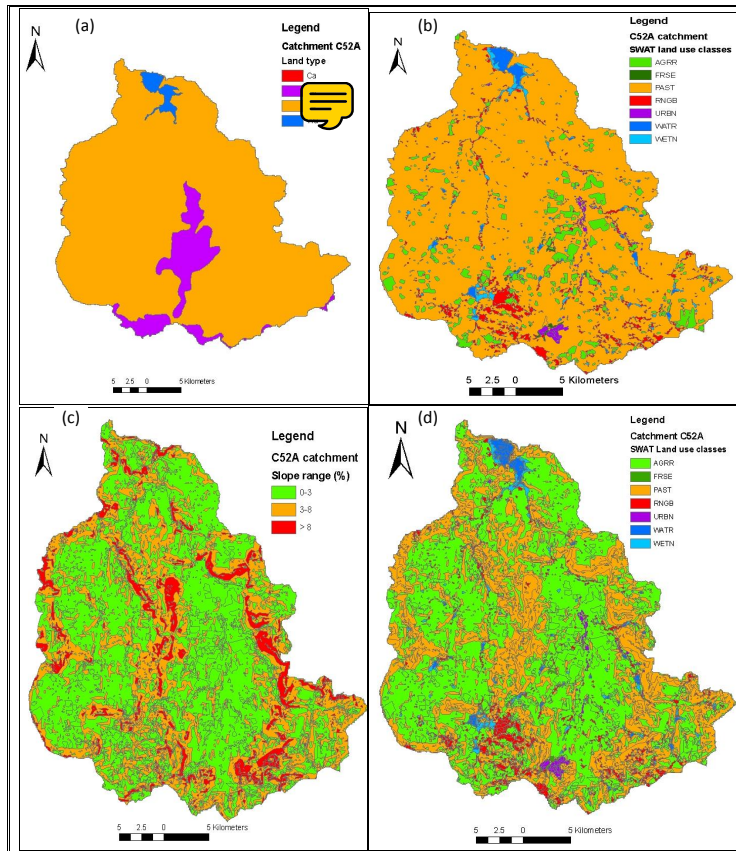 (a)
N
Legend
Catchment C52A
Land type
Ca
5 2.5 0 5 Kilometers
(b)
N
Legend
C52A catchment
SWAT land use classes
AGRR
FRSE
PAST
RNGB
URBN
WATR
WETN
5 2.5 0 5 Kilometers
(c)
N
Legend
C52A catchment
Slope range (%)
0-3
3-8
> 8
5 2.5 0 5 Kilometers
(d)
N
Legend
Catchment C52A
SWAT Land use classes
AGRR
FRSE
PAST
RNGB
URBN
WATR
WETN
5 2.5 0 5 Kilometers